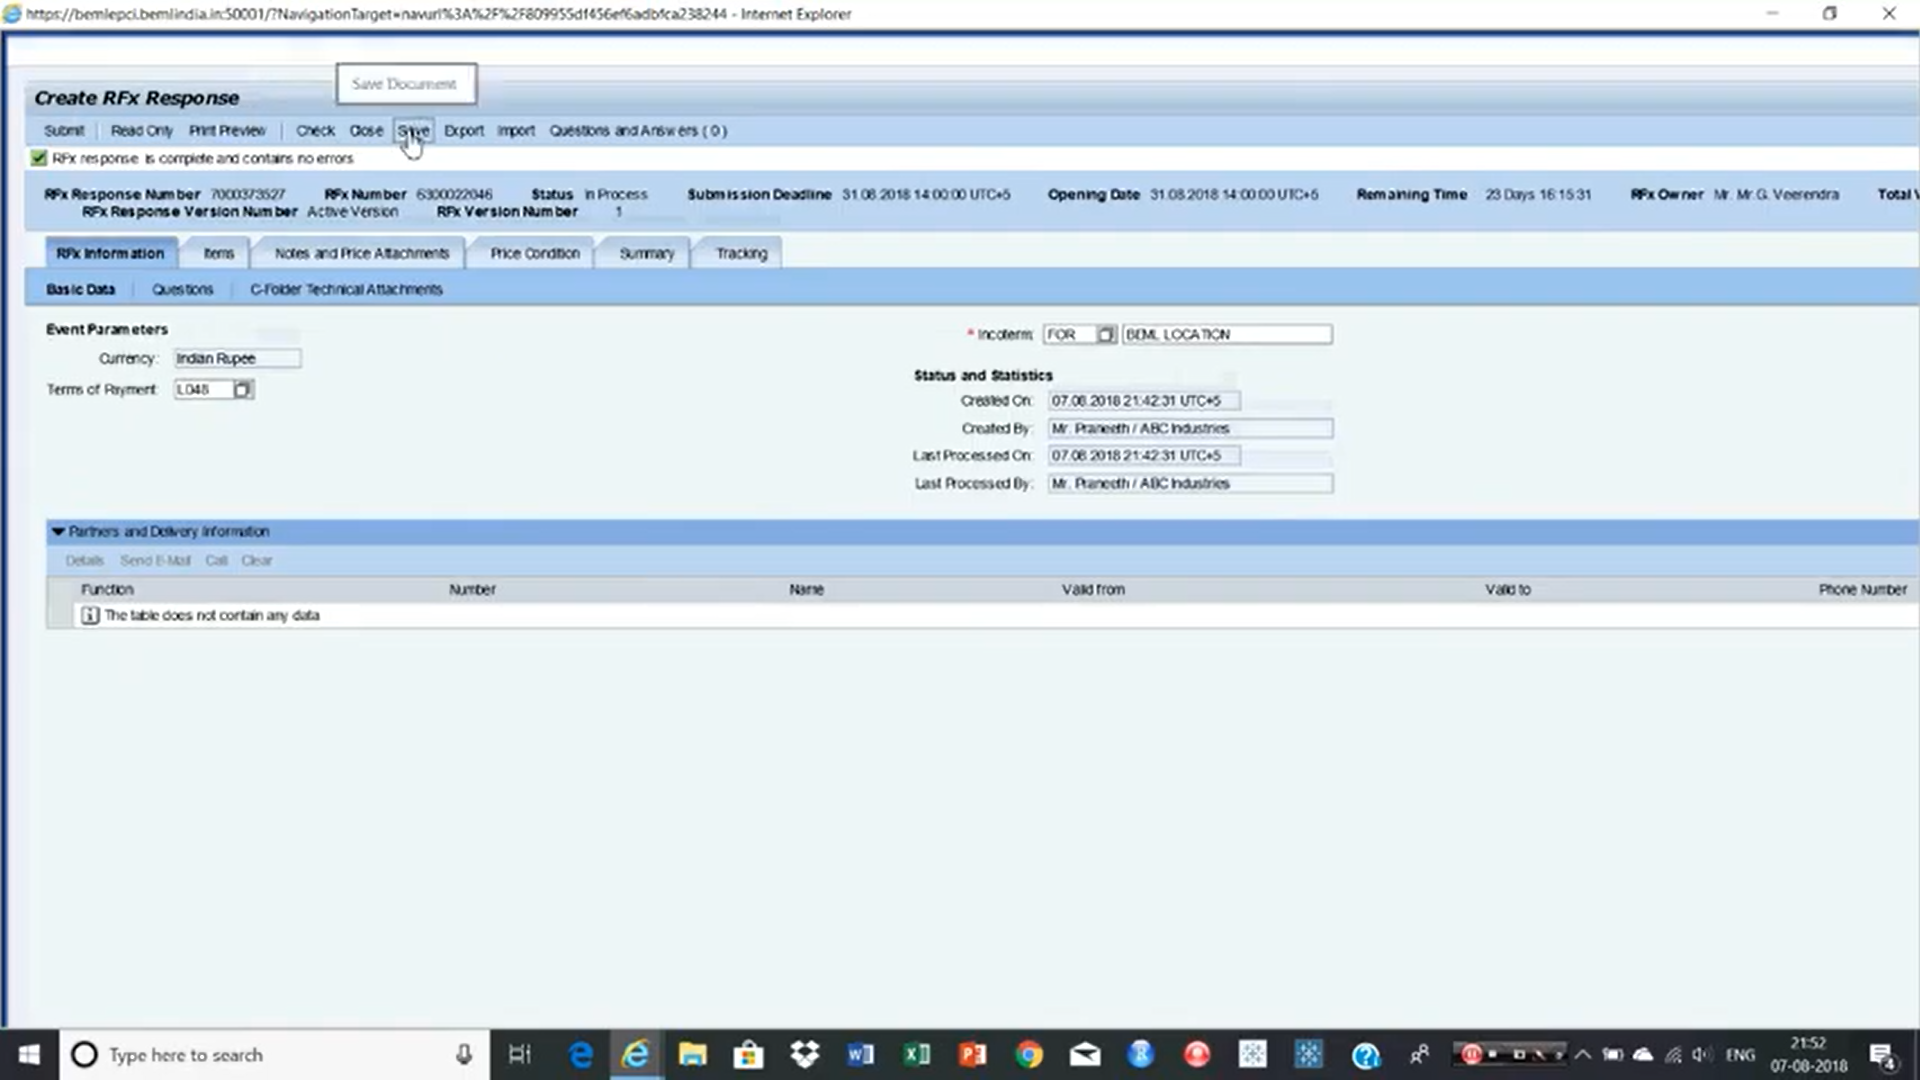 https://bemlepci.bemlindia.in:50001/?NavigationTarget=navurl%3A%2F%2F809955df456ef6adbfca238244 - Internet Explorer
Save Document
Create RFx Response
Submit Read Only Print Preview Check Close Save Export Import Questions and Answers ( 0 )
RFx response is complete and contains no errors
RFx Response Number 7000373527 RFx Number 6300022046 Status In Process Submission Deadline 31.08.2018 14:00:00 UTC+5 Opening Date 31.08.2018 14:00:00 UTC+5 Remaining Time 23 Days 16:15:31 RFx Owner Mr. Mr.G. Veerendra Total
RFx Response Version Number Active Version RFx Version Number 1
RFx Information Items Notes and Price Attachments Price Condition Summary Tracking
Basic Data Questions C-Folder Technical Attachments
Event Parameters
Currency: Indian Rupee
Terms of Payment: L048
* Incoterm: FOR BEML LOCATION
Status and Statistics
Created On: 07.08.2018 21:42:31 UTC+5
Created By: Mr. Praneeth / ABC Industries
Last Processed On: 07.08.2018 21:42:31 UTC+5
Last Processed By: Mr. Praneeth / ABC Industries
Partners and Delivery Information
Details Send E-Mail Call Clear
Function Number Name Valid from Valid to Phone Number
The table does not contain any data
Type here to search
ENG
21:52
07-08-2018
4